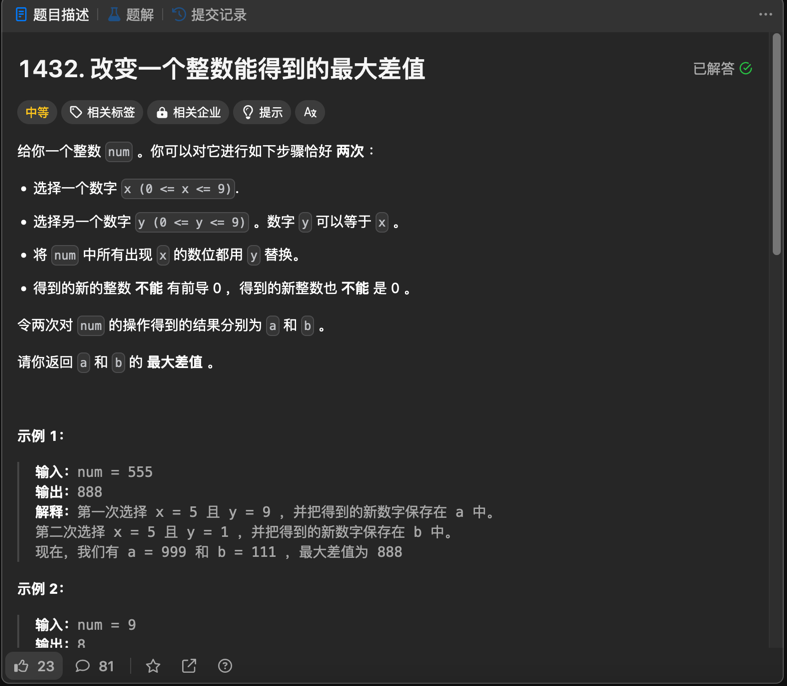 题目描述 题解 提交记录
1432. 改变一个整数能得到的最大差值
已解答
中等 相关标签 相关企业 提示
给你一个整数 num 。你可以对它进行如下步骤恰好 两次 :
选择一个数字 x (0 <= x <= 9).
选择另一个数字 y (0 <= y <= 9) 。数字 y 可以等于 x 。
将 num 中所有出现 x 的数位都用 y 替换。
得到的新的整数 不能 有前导 0 ，得到的新整数也 不能 是 0 。
令两次对 num 的操作得到的结果分别为 a 和 b 。
请你返回 a 和 b 的 最大差值 。
示例 1：
输入：num = 555
输出：888
解释：第一次选择 x = 5 且 y = 9 ，并把得到的新数字保存在 a 中。
第二次选择 x = 5 且 y = 1 ，并把得到的新数字保存在 b 中。
现在，我们有 a = 999 和 b = 111 ，最大差值为 888
示例 2：
输入：num = 9
输出：8
23 81